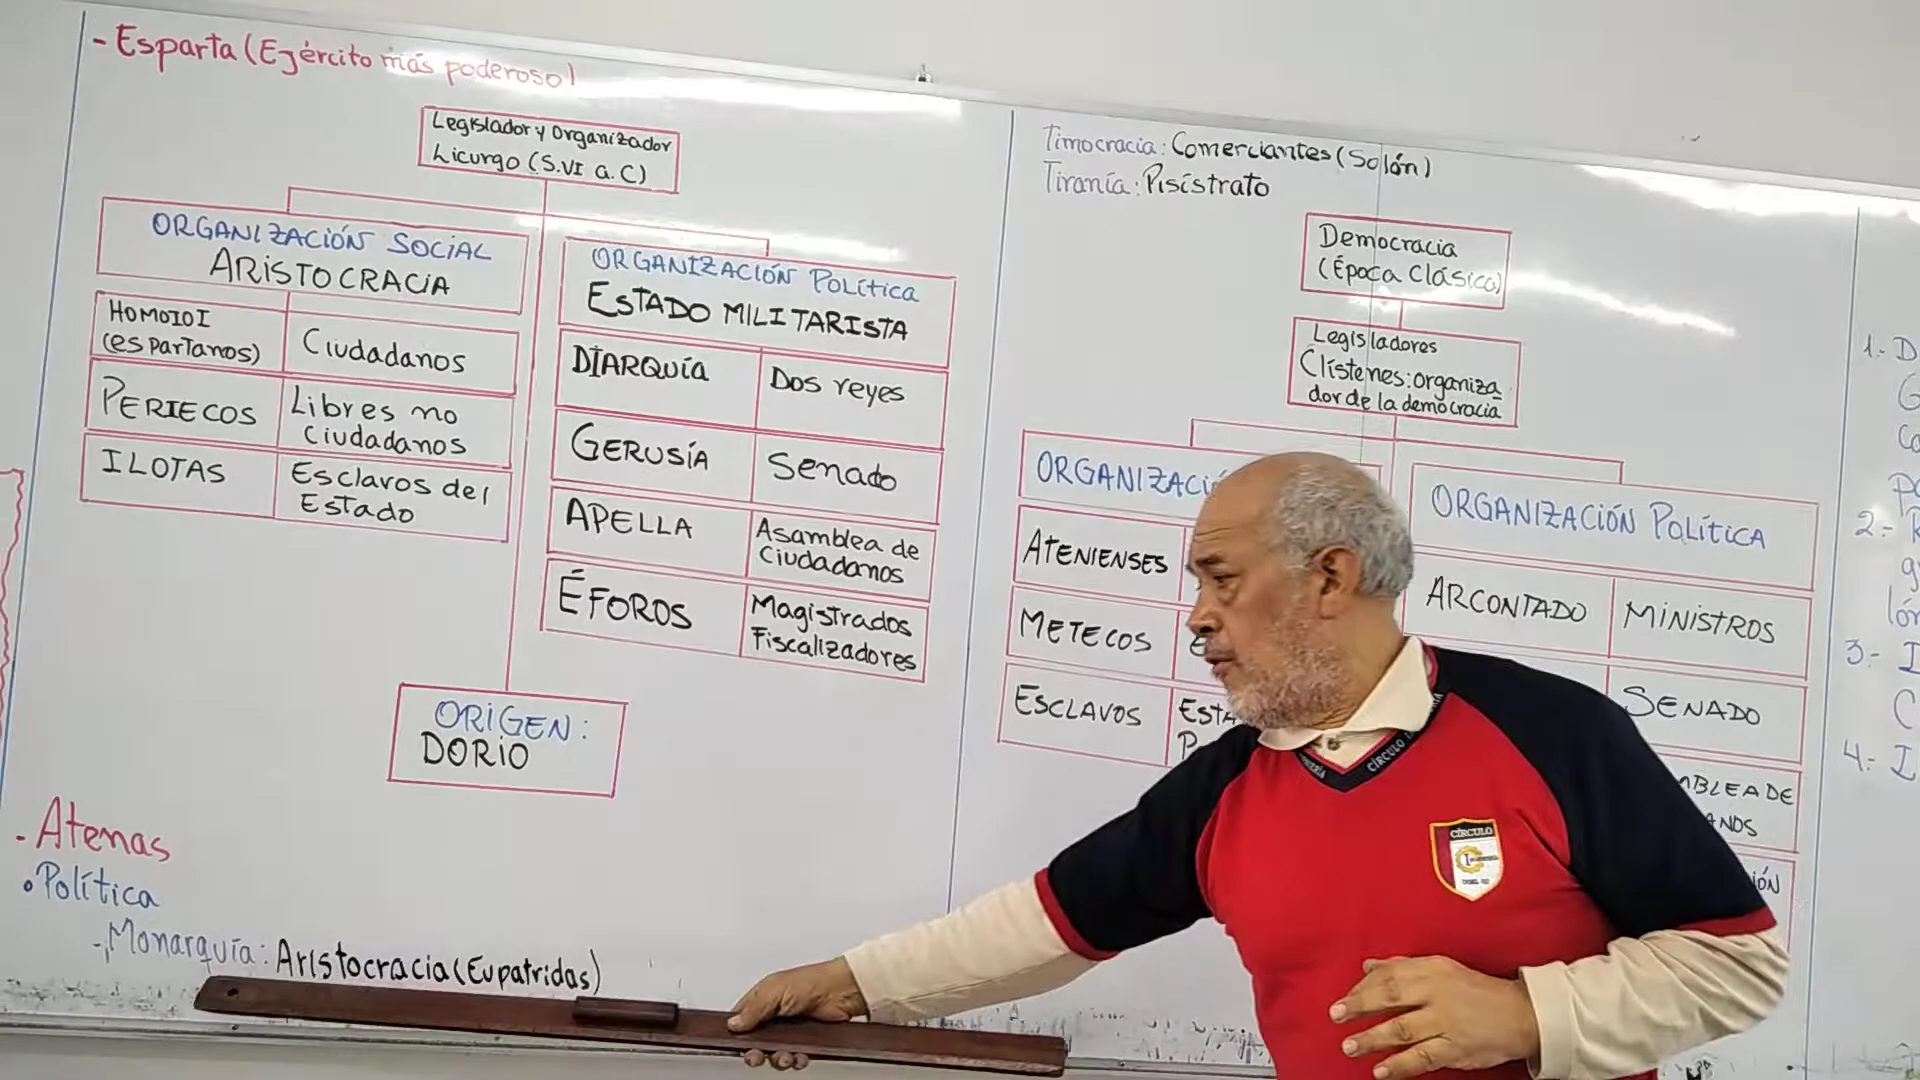 - Esparta (Ejército más poderoso)
Legislador y Organizador
Licurgo (S.VI a.C)
ORGANIZACIÓN SOCIAL
ARISTOCRACIA
HOMOIOI
(espartanos)
Ciudadanos
PERIECOS
Libres no
Ciudadanos
ILOTAS
Esclavos del
Estado
ORGANIZACIÓN Política
ESTADO MILITARISTA
DIARQUÍA
Dos reyes
GERUSÍA
Senado
APELLA
Asamblea de
Ciudadanos
ÉFOROS
Magistrados
Fiscalizadores
ORIGEN:
DORIO
- Atenas
• Política
- Monarquía: Aristocracia (Eupatridas)
Timocracia: Comerciantes (Solón)
Tiranía: Pisístrato
Democracia
(Época Clásica)
Legisladores
Clístenes: organiza
dor de la democracia
ATENIENSES
METECOS
ESCLAVOS
ORGANIZACIÓN POLÍTICA
ARCONTADO
MINISTROS
SENADO
1.-
2.-
3.-
4.-
CÍRCULO